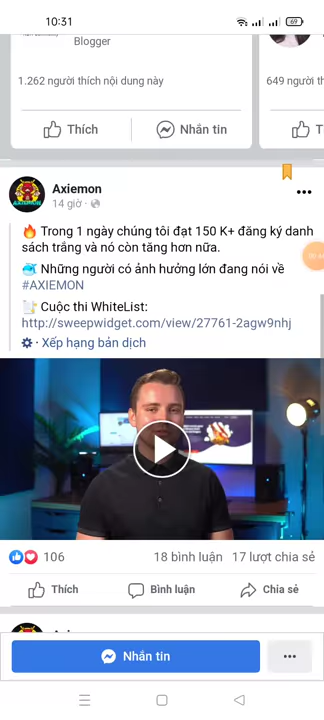 10:31
69
Blogger
1.262 người thích nội dung này
649 người th
Thích
Nhắn tin
T
Axiemon
14 giờ ·
🔥 Trong 1 ngày chúng tôi đạt 150 K+ đăng ký danh
sách trắng và nó còn tăng hơn nữa.
🐳 Những người có ảnh hưởng lớn đang nói về
#AXIEMON
📝 Cuộc thi WhiteList:
http://sweepwidget.com/view/27761-2agw9nhj
· Xếp hạng bản dịch
106
18 bình luận
17 lượt chia sẻ
Thích
Bình luận
Chia sẻ
Nhắn tin